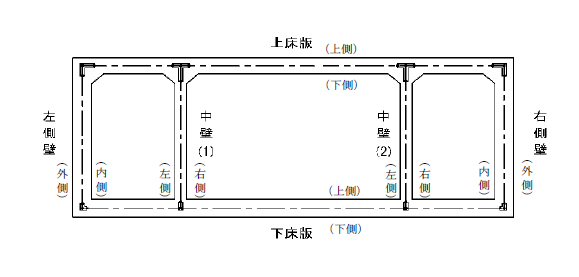 上床版 (上側)
(下側)
左側壁
(外側)
(内側)
(左側)
中壁(1)
(右側)
中壁(2)
(左側)
(右側)
(内側)
右側壁
(外側)
(上側)
下床版 (下側)